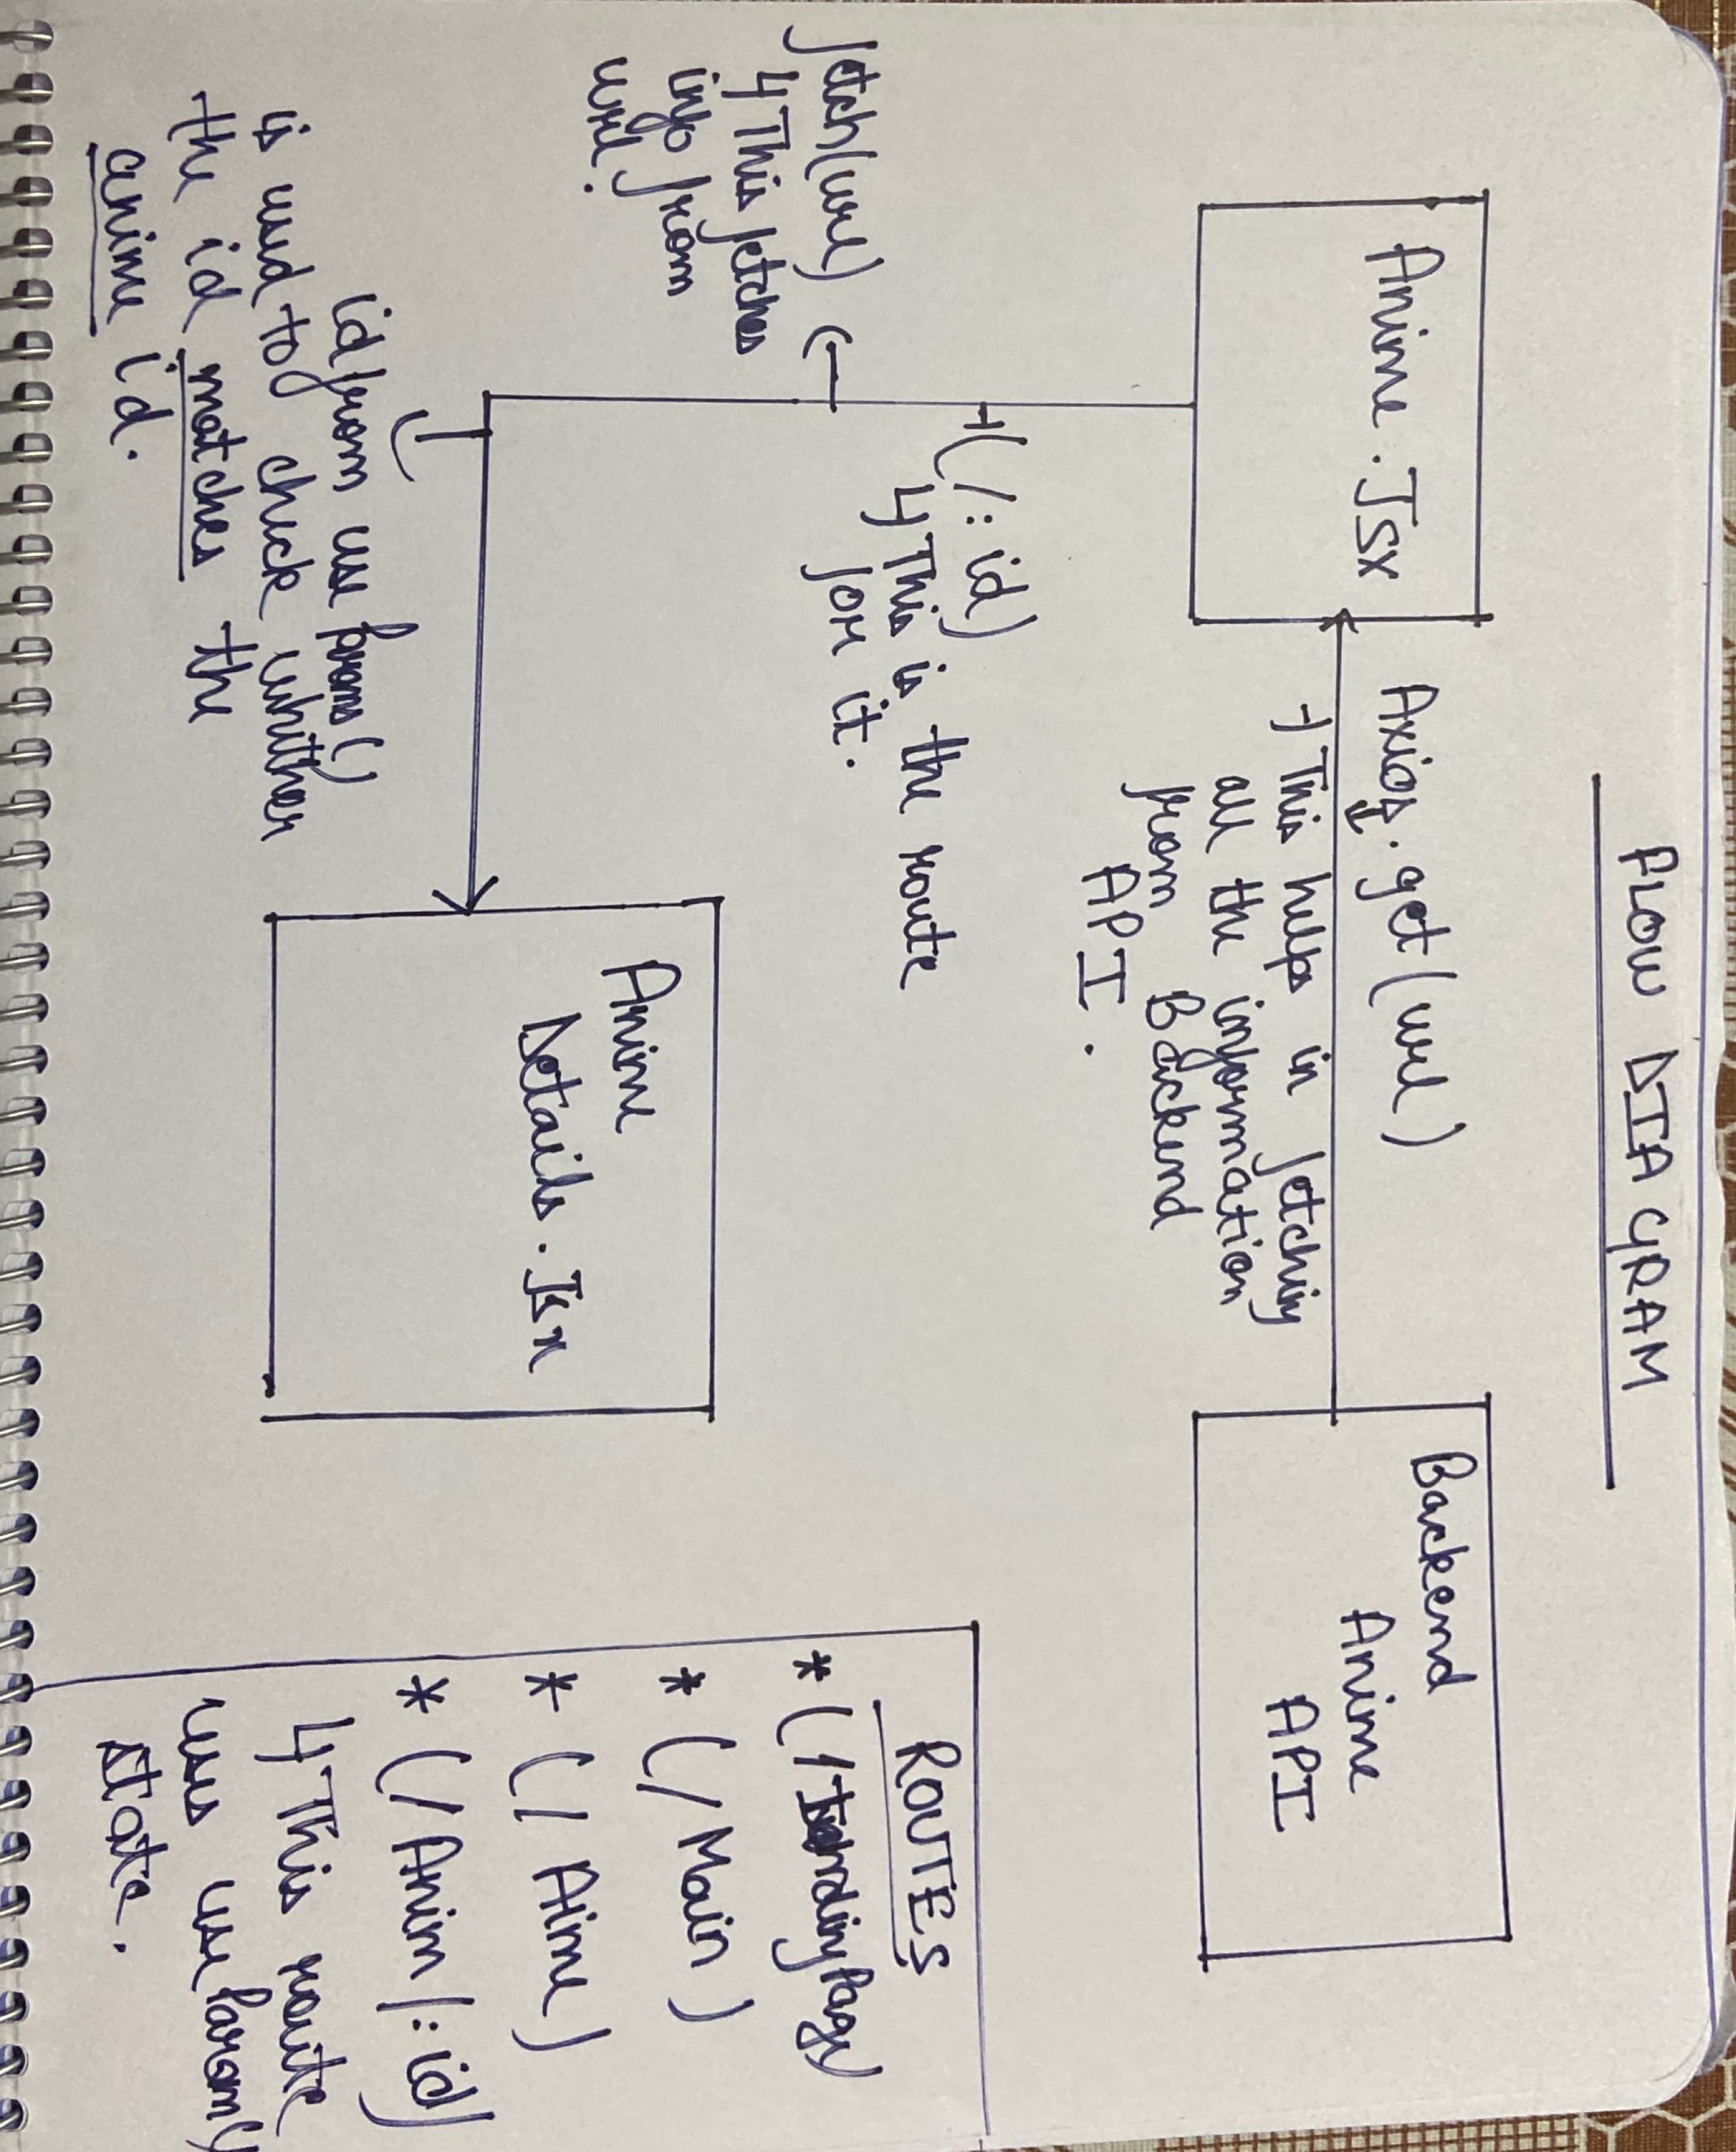 FLOW DIAGRAM
Anime.JSX
Axios.get(url)
→ This helps in fetching
all the information
from Backend
API.
Backend
Anime
API
→ (/:id)
↳ This is the route
for it.
fetch(url)
↳ This fetches
info from
url.
Anime
Details.Jsx
id from use params()
is used to check whether
the id matches the
anime id.
ROUTES
* (/LandingPage)
* (/Main)
* (/Aime)
* (/Anim/:id)
↳ This route
uses useParam()
state.